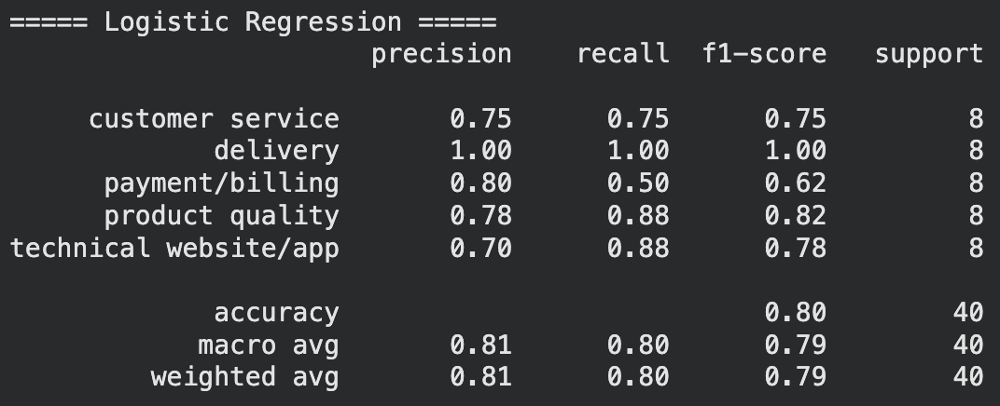 ===== Logistic Regression =====
precision recall f1-score support
customer service 0.75 0.75 0.75 8
delivery 1.00 1.00 1.00 8
payment/billing 0.80 0.50 0.62 8
product quality 0.78 0.88 0.82 8
technical website/app 0.70 0.88 0.78 8
accuracy 0.80 40
macro avg 0.81 0.80 0.79 40
weighted avg 0.81 0.80 0.79 40